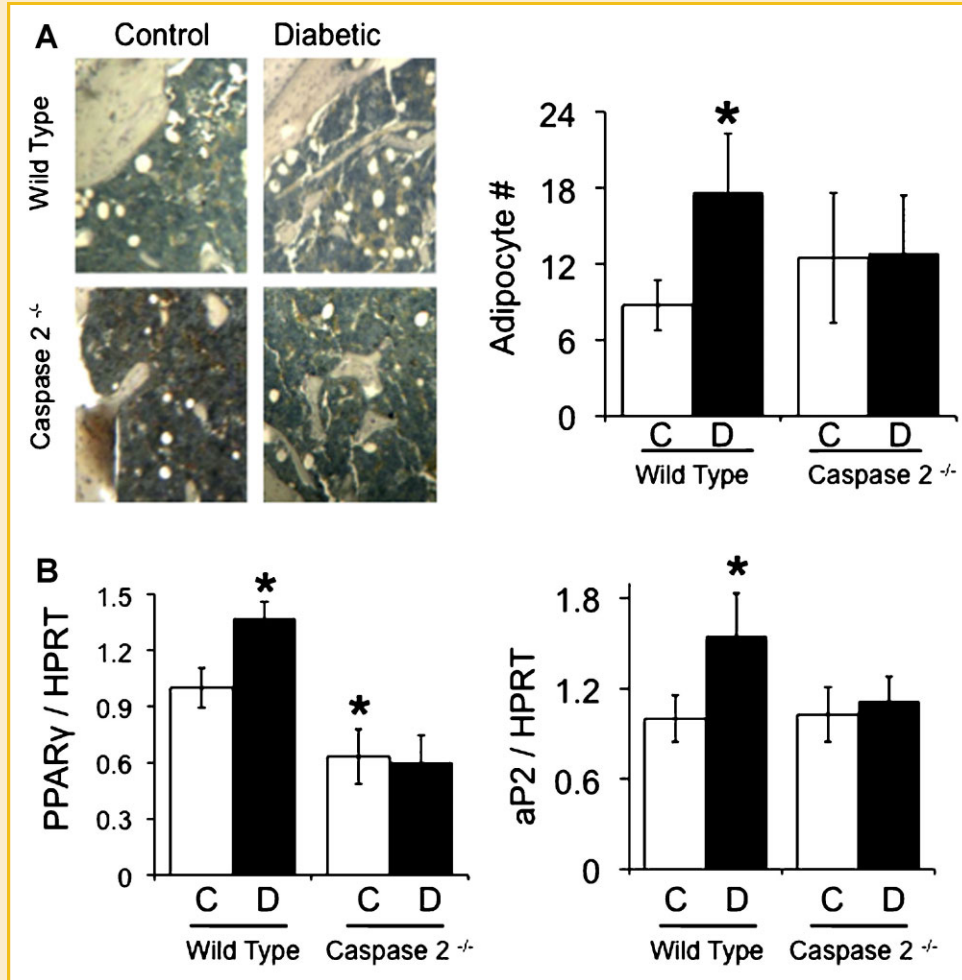 A
Control Diabetic
Wild Type
Caspase 2 -/-
Adipocyte #
24
18
12
6
0
*
C D C D
Wild Type Caspase 2 -/-
B
PPARγ / HPRT
1.5
1.2
0.9
0.6
0.3
0
*
*
C D C D
Wild Type Caspase 2 -/-
aP2 / HPRT
1.8
1.2
0.6
0
*
C D C D
Wild Type Caspase 2 -/-